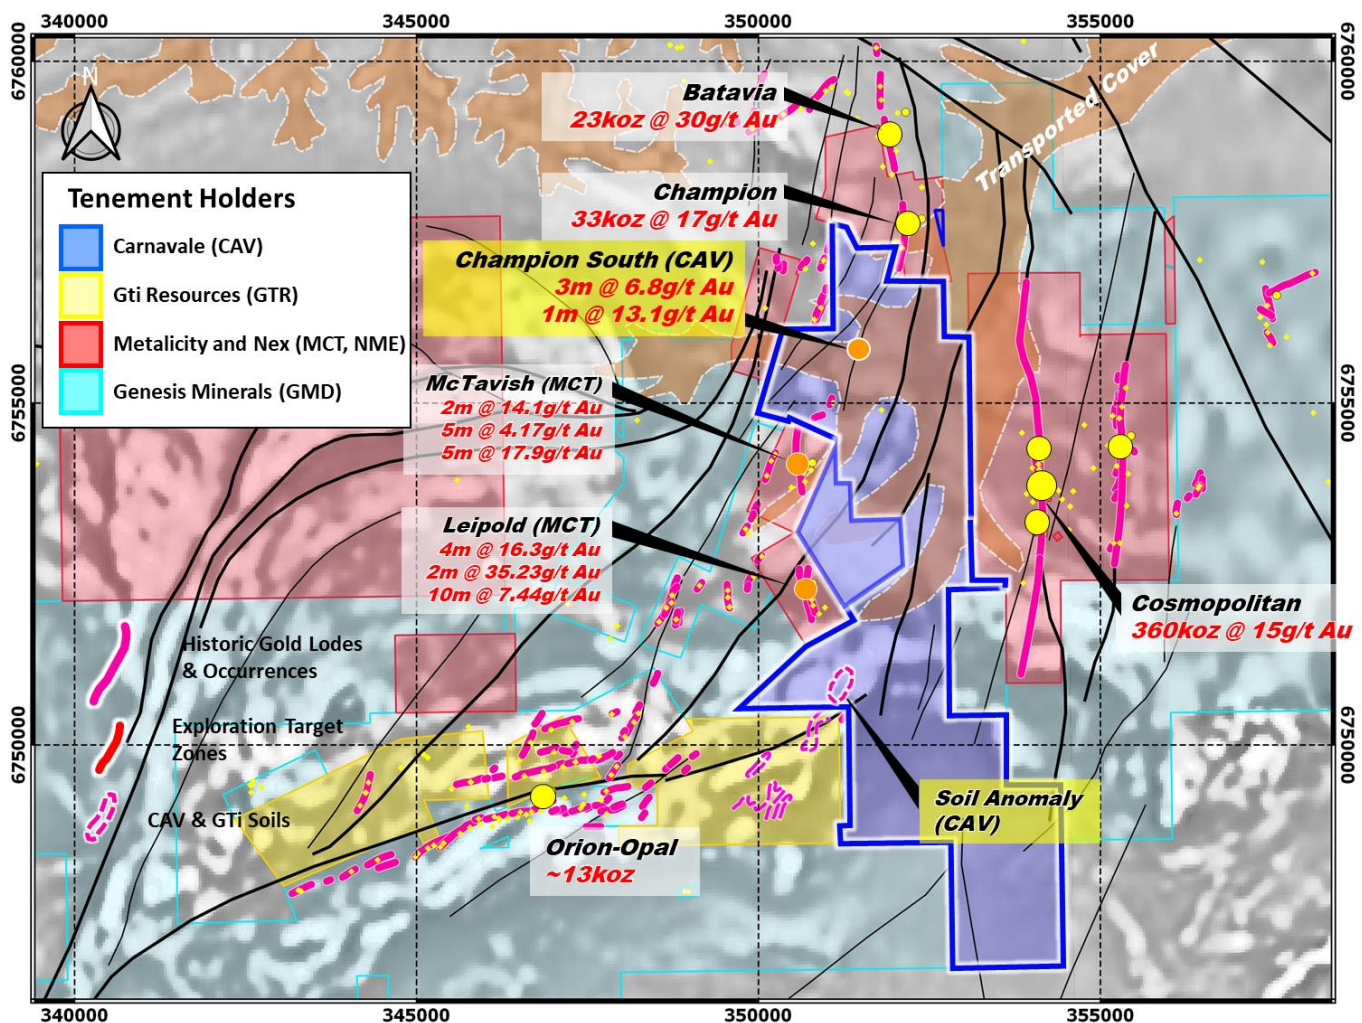 340000
345000
350000
355000
6760000
6760000
N
Transported Cover
Batavia
23koz @ 30g/t Au
Tenement Holders
Carnavale (CAV)
Gti Resources (GTR)
Metalicity and Nex (MCT, NME)
Genesis Minerals (GMD)
Champion
33koz @ 17g/t Au
Champion South (CAV)
3m @ 6.8g/t Au
1m @ 13.1g/t Au
6755000
6755000
McTavish (MCT)
2m @ 14.1g/t Au
5m @ 4.17g/t Au
5m @ 17.9g/t Au
Leipold (MCT)
4m @ 16.3g/t Au
2m @ 35.23g/t Au
10m @ 7.44g/t Au
Cosmopolitan
360koz @ 15g/t Au
Historic Gold Lodes
& Occurrences
Exploration Target
Zones
CAV & GTi Soils
6750000
6750000
Soil Anomaly
(CAV)
Orion-Opal
~13koz
340000
345000
350000
355000